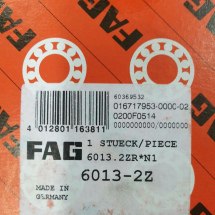 FAG
60369532
016717953-0000-02
0200F0514
0000000000/0000000
4 012801 163811
FAG 1 STUECK/PIECE
6013.2ZR*N1
6013-2Z
MADE IN
GERMANY